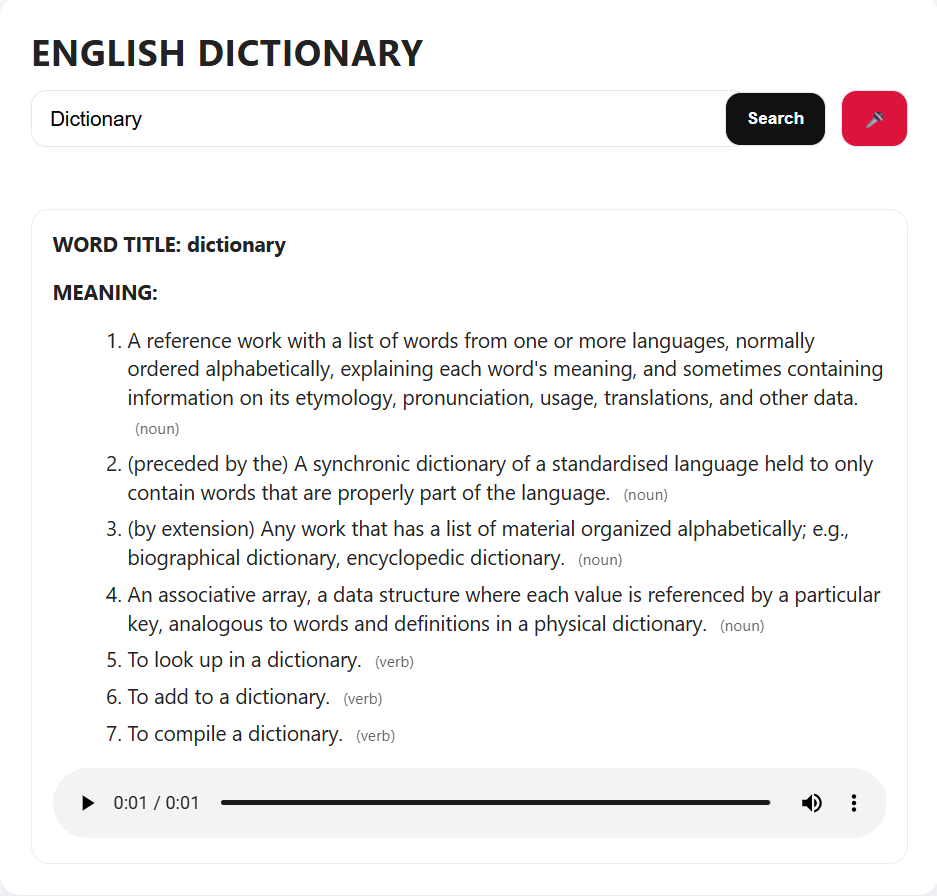 ENGLISH DICTIONARY
Dictionary
Search
WORD TITLE: dictionary
MEANING:
1. A reference work with a list of words from one or more languages, normally
ordered alphabetically, explaining each word's meaning, and sometimes containing
information on its etymology, pronunciation, usage, translations, and other data.
(noun)
2. (preceded by the) A synchronic dictionary of a standardised language held to only
contain words that are properly part of the language. (noun)
3. (by extension) Any work that has a list of material organized alphabetically; e.g.,
biographical dictionary, encyclopedic dictionary. (noun)
4. An associative array, a data structure where each value is referenced by a particular
key, analogous to words and definitions in a physical dictionary. (noun)
5. To look up in a dictionary. (verb)
6. To add to a dictionary. (verb)
7. To compile a dictionary. (verb)
0:01 / 0:01